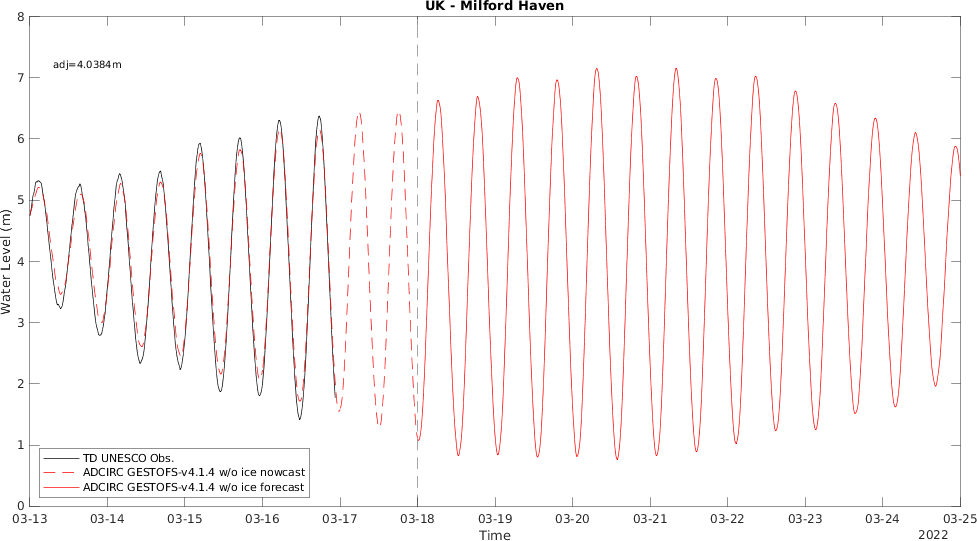 UK - Milford Haven
8
7
6
5
4
3
2
1
0
Water Level (m)
adj=4.0384m
TD UNESCO Obs.
ADCIRC GESTOFS-v4.1.4 w/o ice nowcast
ADCIRC GESTOFS-v4.1.4 w/o ice forecast
03-13 03-14 03-15 03-16 03-17 03-18 03-19 03-20 03-21 03-22 03-23 03-24 03-25
Time
2022